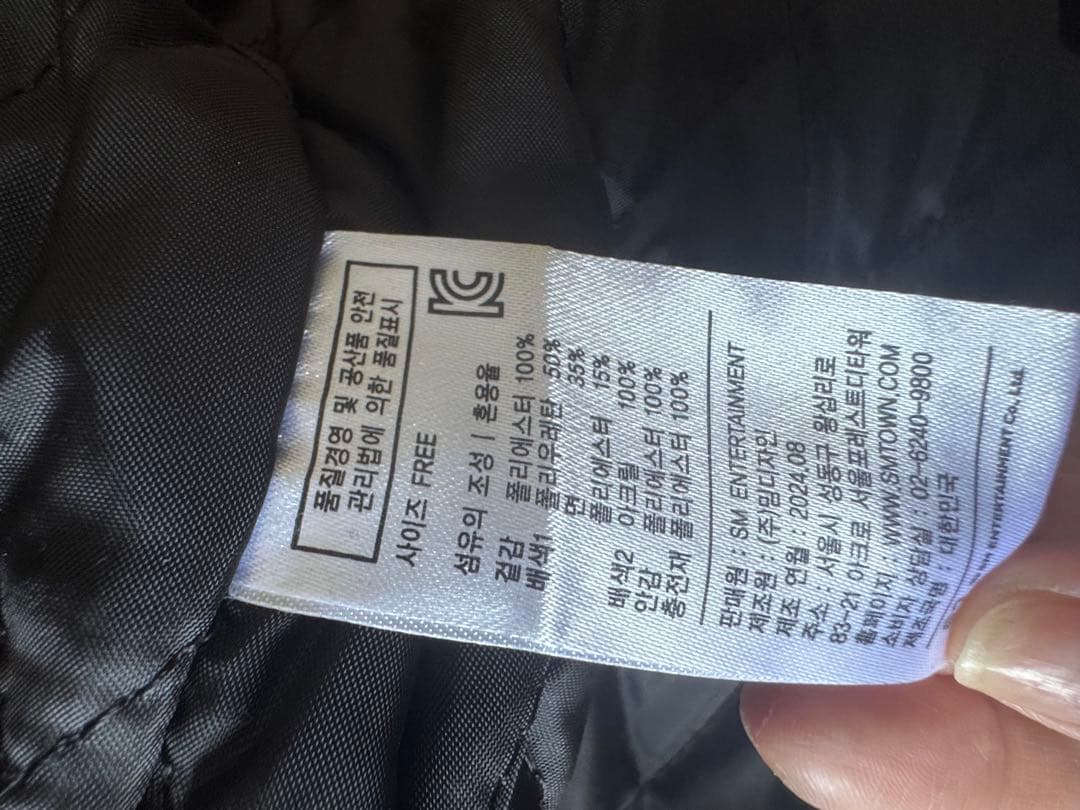 품질경영 및 공산품 안전
관리법에 의한 품질표시
사이즈 FREE
섬유의 조성 | 혼용율
겉감 폴리에스터 100%
배색1 폴리우레탄 50%
면 35%
폴리에스터 15%
배색2 아크릴 100%
안감 폴리에스터 100%
충전재 폴리에스터 100%
판매원 : SM ENTERTAINMENT
제조원 : (주)임디자인
제조 연월 : 2024.08
주소 : 서울시 성동구 왕십리로
83-21 아크로 서울포레스트디타워
홈페이지 : WWW.SMTOWN.COM
소비자 상담실 : 02-6240-9800
제조국명 대한민국
ENTERTAINMENT Co., Ltd.